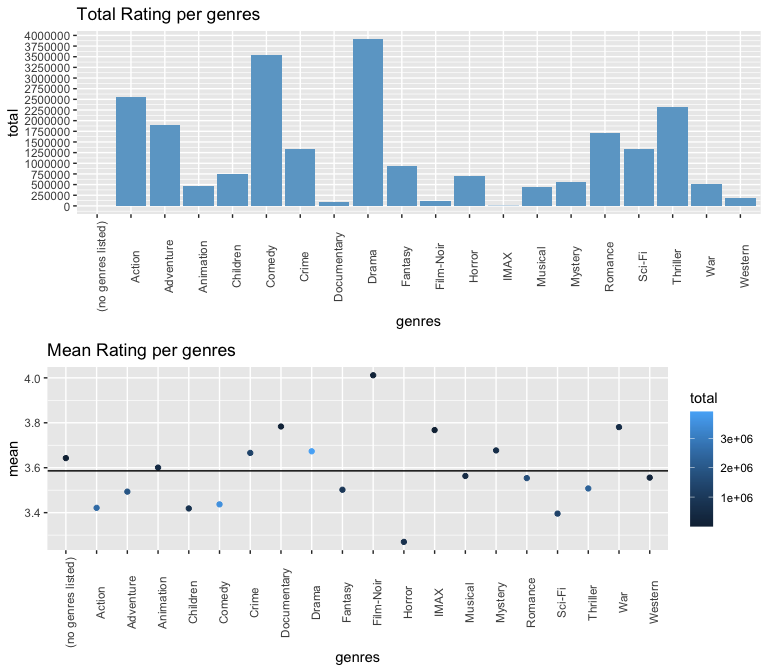 Total Rating per genres
total
4000000
3750000
3500000
3250000
3000000
2750000
2500000
2250000
2000000
1750000
1500000
1250000
1000000
750000
500000
250000
0
(no genres listed)
Action
Adventure
Animation
Children
Comedy
Crime
Documentary
Drama
Fantasy
Film-Noir
Horror
IMAX
Musical
Mystery
Romance
Sci-Fi
Thriller
War
Western
genres
Mean Rating per genres
mean
4.0
3.8
3.6
3.4
(no genres listed)
Action
Adventure
Animation
Children
Comedy
Crime
Documentary
Drama
Fantasy
Film-Noir
Horror
IMAX
Musical
Mystery
Romance
Sci-Fi
Thriller
War
Western
genres
total
3e+06
2e+06
1e+06